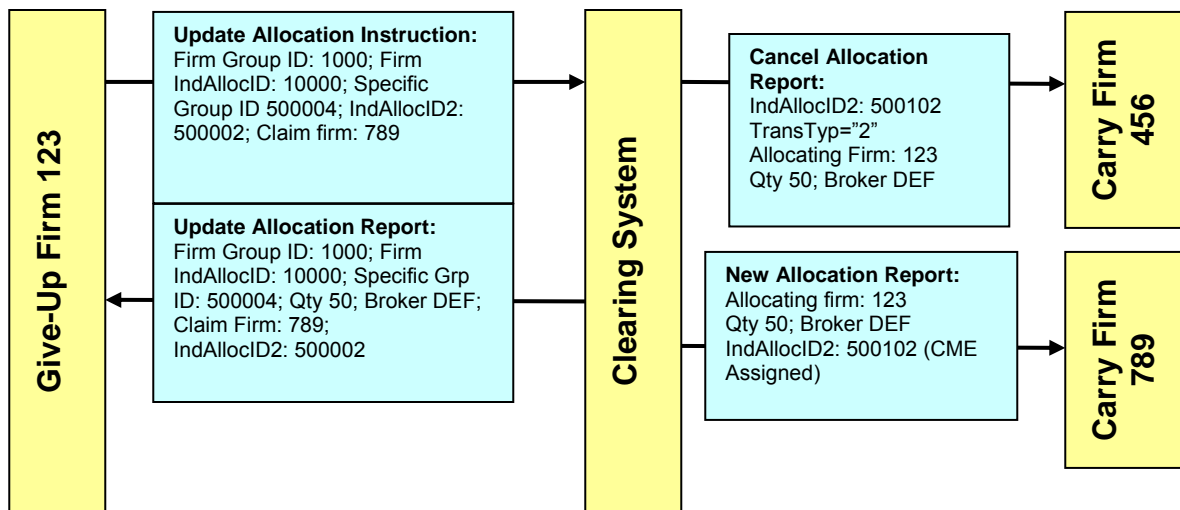 Give-Up Firm 123
Update Allocation Instruction:
Firm Group ID: 1000; Firm
IndAllocID: 10000; Specific
Group ID 500004; IndAllocID2:
500002; Claim firm: 789
Update Allocation Report:
Firm Group ID: 1000; Firm
IndAllocID: 10000; Specific Grp
ID: 500004; Qty 50; Broker DEF;
Claim Firm: 789;
IndAllocID2: 500002
Clearing System
Cancel Allocation
Report:
IndAllocID2: 500102
TransTyp=”2”
Allocating Firm: 123
Qty 50; Broker DEF
Carry Firm
456
New Allocation Report:
Allocating firm: 123
Qty 50; Broker DEF
IndAllocID2: 500102 (CME
Assigned)
Carry Firm
789